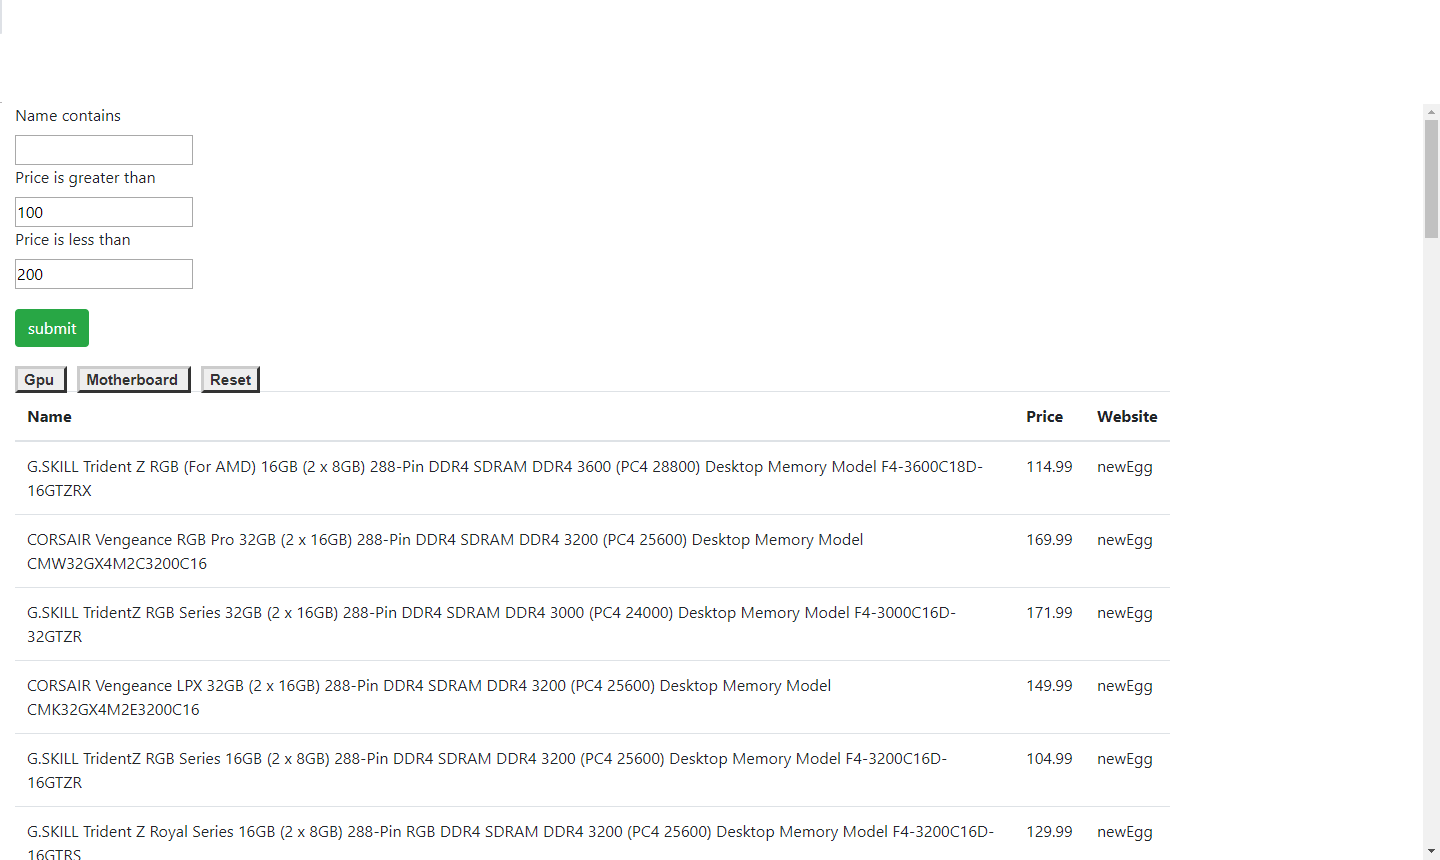 Name contains
Price is greater than
100
Price is less than
200
submit
Gpu Motherboard Reset
Name Price Website
G.SKILL Trident Z RGB (For AMD) 16GB (2 x 8GB) 288-Pin DDR4 SDRAM DDR4 3600 (PC4 28800) Desktop Memory Model F4-3600C18D- 114.99 newEgg
16GTZRX
CORSAIR Vengeance RGB Pro 32GB (2 x 16GB) 288-Pin DDR4 SDRAM DDR4 3200 (PC4 25600) Desktop Memory Model 169.99 newEgg
CMW32GX4M2C3200C16
G.SKILL TridentZ RGB Series 32GB (2 x 16GB) 288-Pin DDR4 SDRAM DDR4 3000 (PC4 24000) Desktop Memory Model F4-3000C16D- 171.99 newEgg
32GTZR
CORSAIR Vengeance LPX 32GB (2 x 16GB) 288-Pin DDR4 SDRAM DDR4 3200 (PC4 25600) Desktop Memory Model 149.99 newEgg
CMK32GX4M2E3200C16
G.SKILL TridentZ RGB Series 16GB (2 x 8GB) 288-Pin DDR4 SDRAM DDR4 3200 (PC4 25600) Desktop Memory Model F4-3200C16D- 104.99 newEgg
16GTZR
G.SKILL Trident Z Royal Series 16GB (2 x 8GB) 288-Pin RGB DDR4 SDRAM DDR4 3200 (PC4 25600) Desktop Memory Model F4-3200C16D- 129.99 newEgg
16GTRS